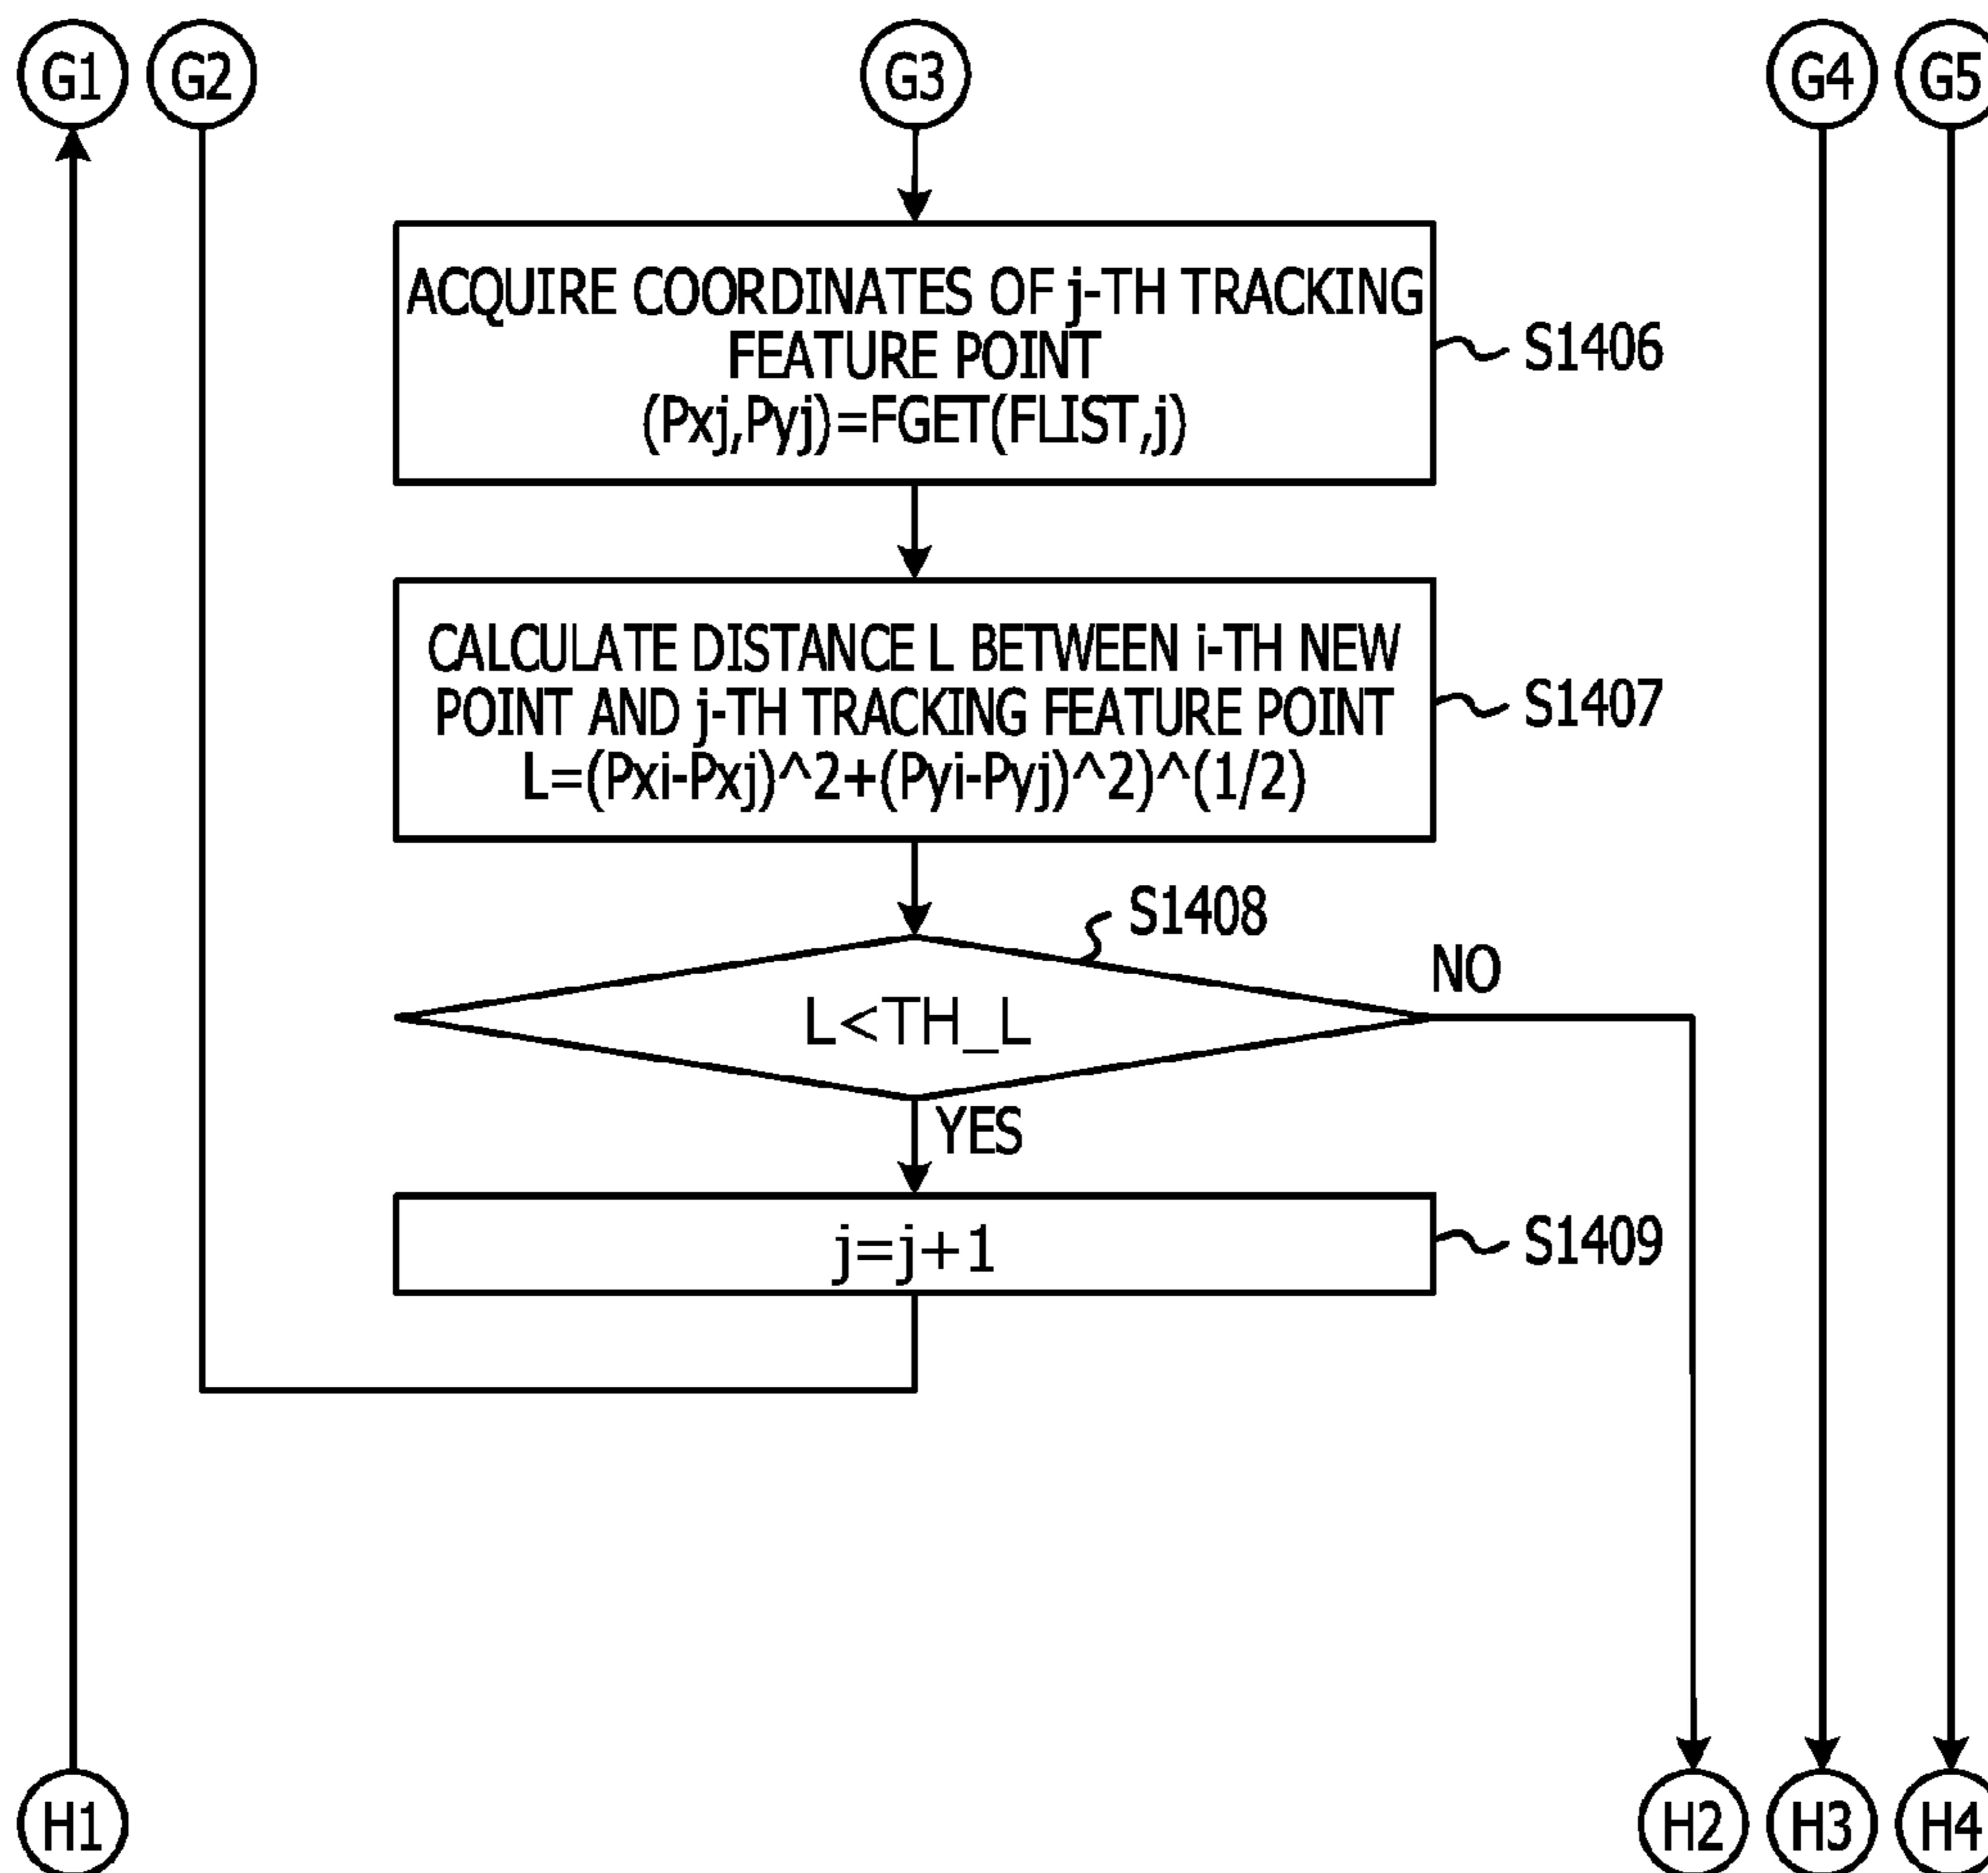 G1
G2
G3
G4
G5
ACQUIRE COORDINATES OF j-TH TRACKING
FEATURE POINT
(Pxj,Pyj)=FGET(FLIST,j)
S1406
CALCULATE DISTANCE L BETWEEN i-TH NEW
POINT AND j-TH TRACKING FEATURE POINT
L=(Pxi-Pxj)^2+(Pyi-Pyj)^2)^(1/2)
S1407
S1408
L<TH_L
NO
YES
j=j+1
S1409
H1
H2
H3
H4